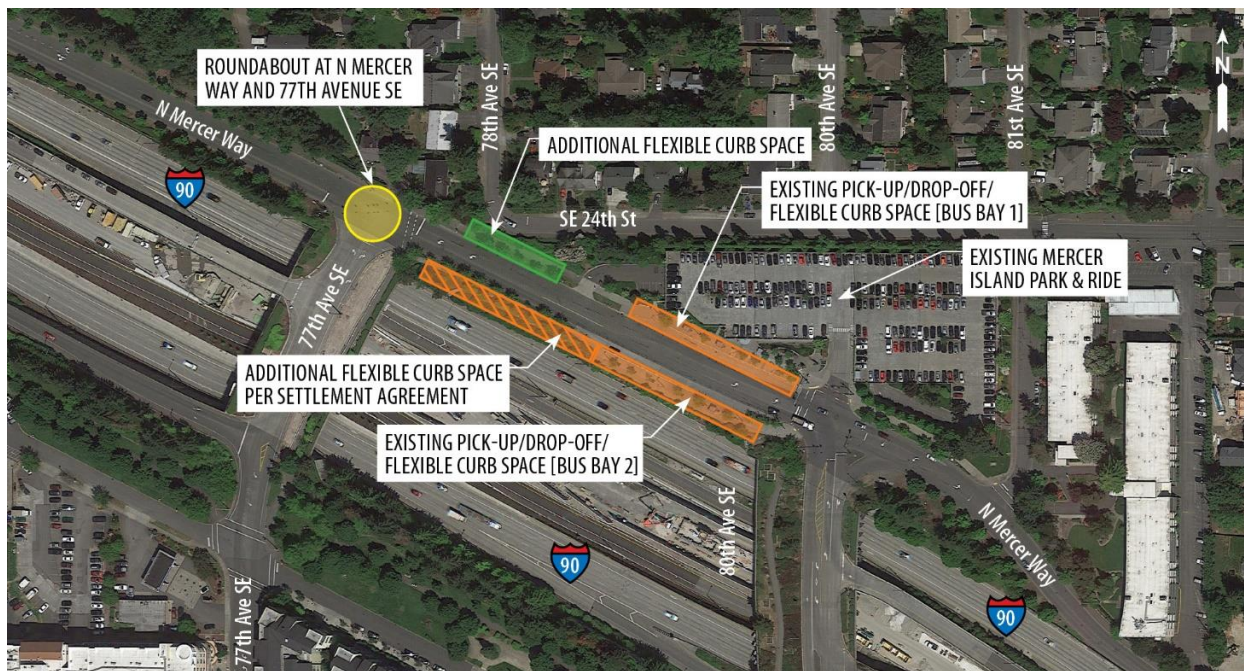 ROUNDABOUT AT N MERCER
WAY AND 77TH AVENUE SE
N Mercer Way
90
78th Ave SE
ADDITIONAL FLEXIBLE CURB SPACE
80th Ave SE
81st Ave SE
N
EXISTING PICK-UP/DROP-OFF/
FLEXIBLE CURB SPACE [BUS BAY 1]
SE 24th St
EXISTING MERCER
ISLAND PARK & RIDE
77th Ave SE
ADDITIONAL FLEXIBLE CURB SPACE
PER SETTLEMENT AGREEMENT
EXISTING PICK-UP/DROP-OFF/
FLEXIBLE CURB SPACE [BUS BAY 2]
80th Ave SE
N Mercer Way
90
90
77th Ave SE